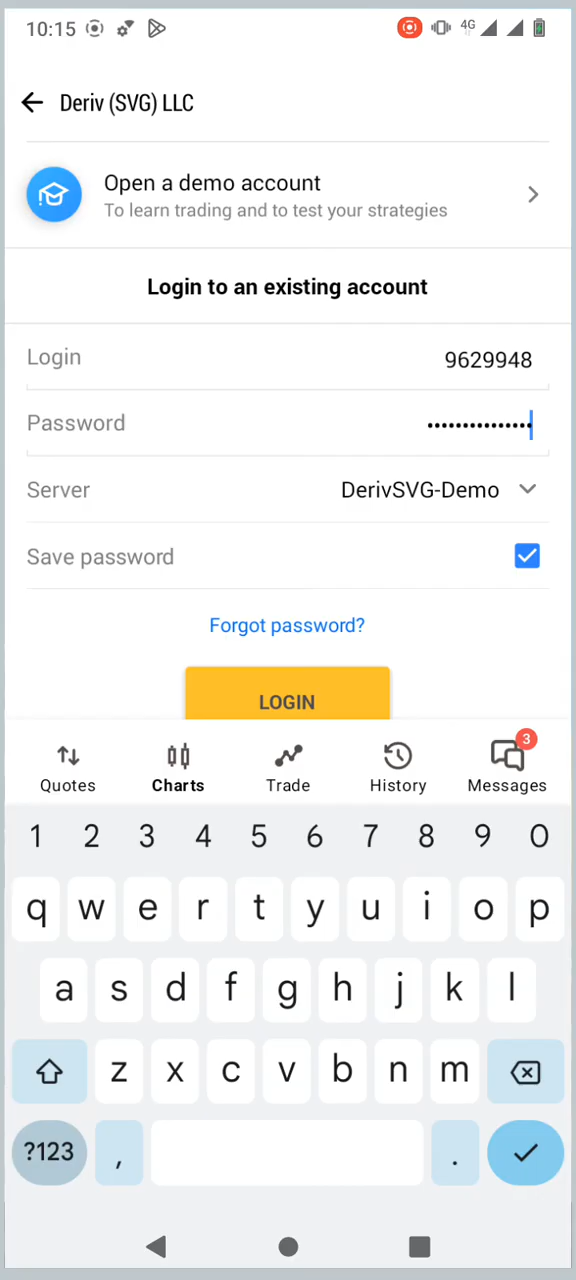 10:15
4G
Deriv (SVG) LLC
Open a demo account
To learn trading and to test your strategies
Login to an existing account
Login 9629948
Password ••••••••••••••••
Server DerivSVG-Demo
Save password
Forgot password?
LOGIN
3
Quotes Charts Trade History Messages
1 2 3 4 5 6 7 8 9 0
q w e r t y u i o p
a s d f g h j k l
z x c v b n m
?123 , .